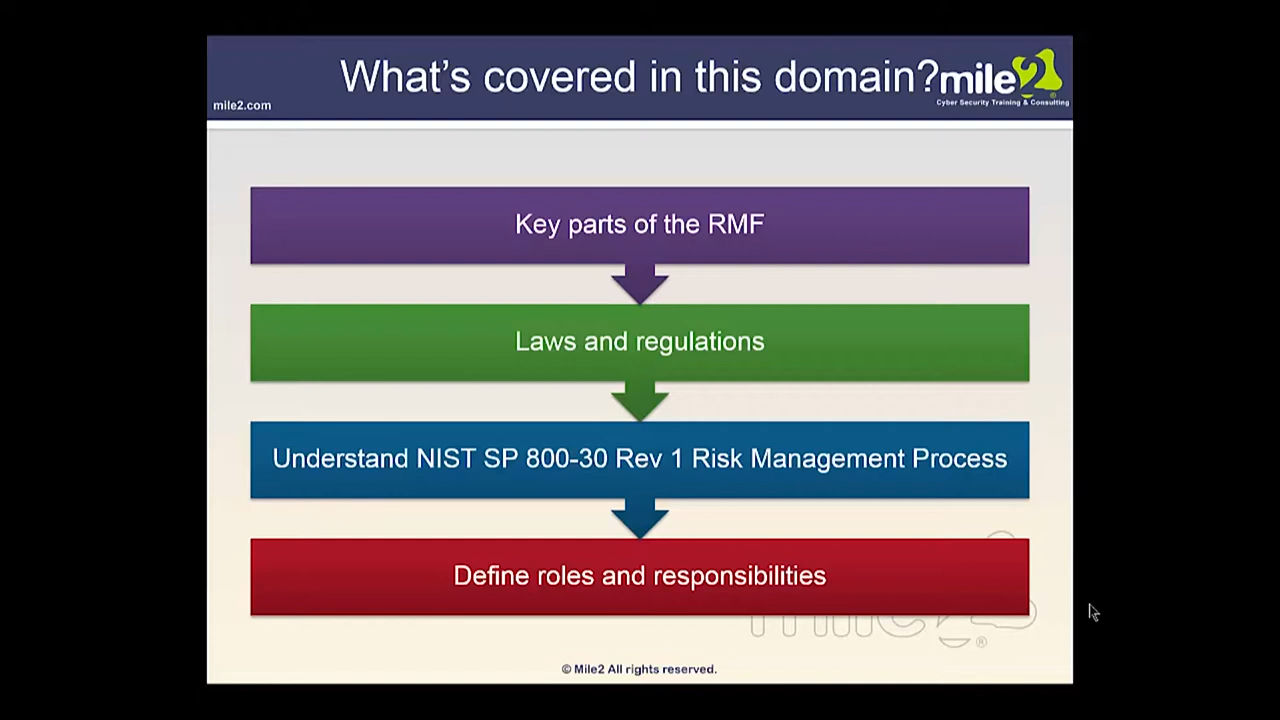 What's covered in this domain?
mile2
mile2.com
Cyber Security Training & Consulting
Key parts of the RMF
Laws and regulations
Understand NIST SP 800-30 Rev 1 Risk Management Process
Define roles and responsibilities
mile2®
© Mile2 All rights reserved.